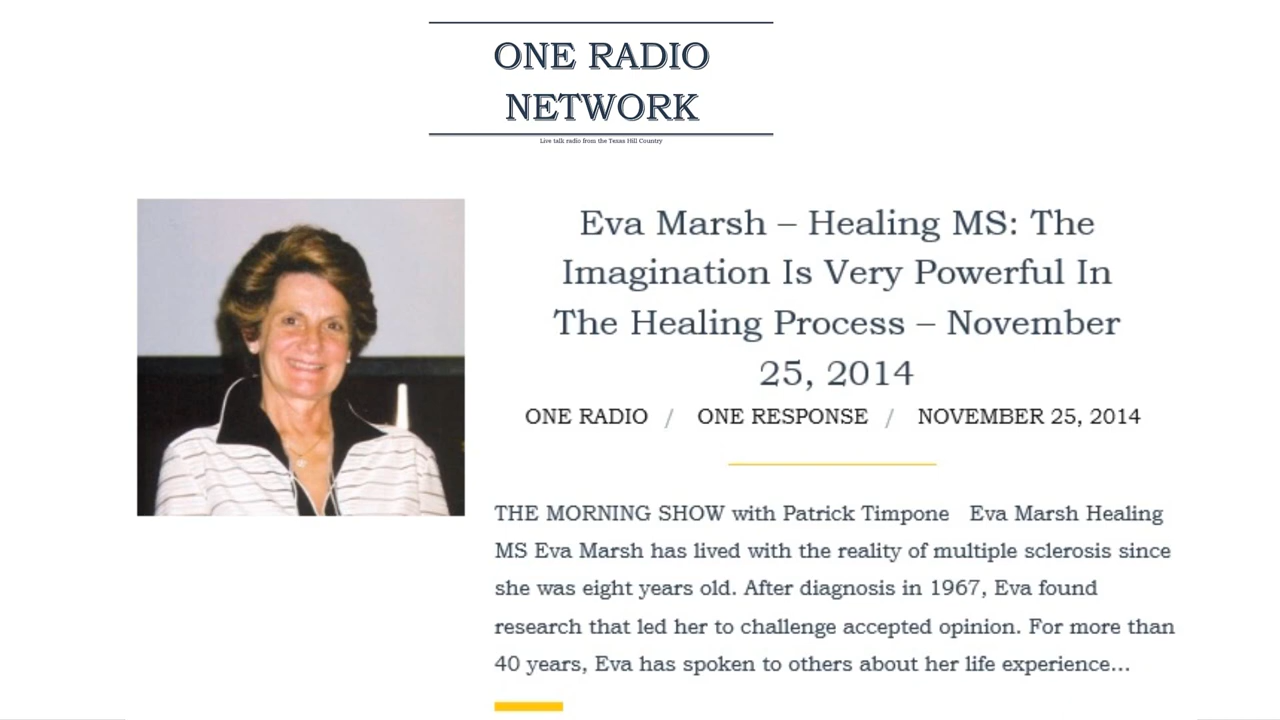 ONE RADIO
NETWORK
Live talk radio from the Texas Hill Country
Eva Marsh – Healing MS: The
Imagination Is Very Powerful In
The Healing Process – November
25, 2014
ONE RADIO / ONE RESPONSE / NOVEMBER 25, 2014
THE MORNING SHOW with Patrick Timpone Eva Marsh Healing
MS Eva Marsh has lived with the reality of multiple sclerosis since
she was eight years old. After diagnosis in 1967, Eva found
research that led her to challenge accepted opinion. For more than
40 years, Eva has spoken to others about her life experience...